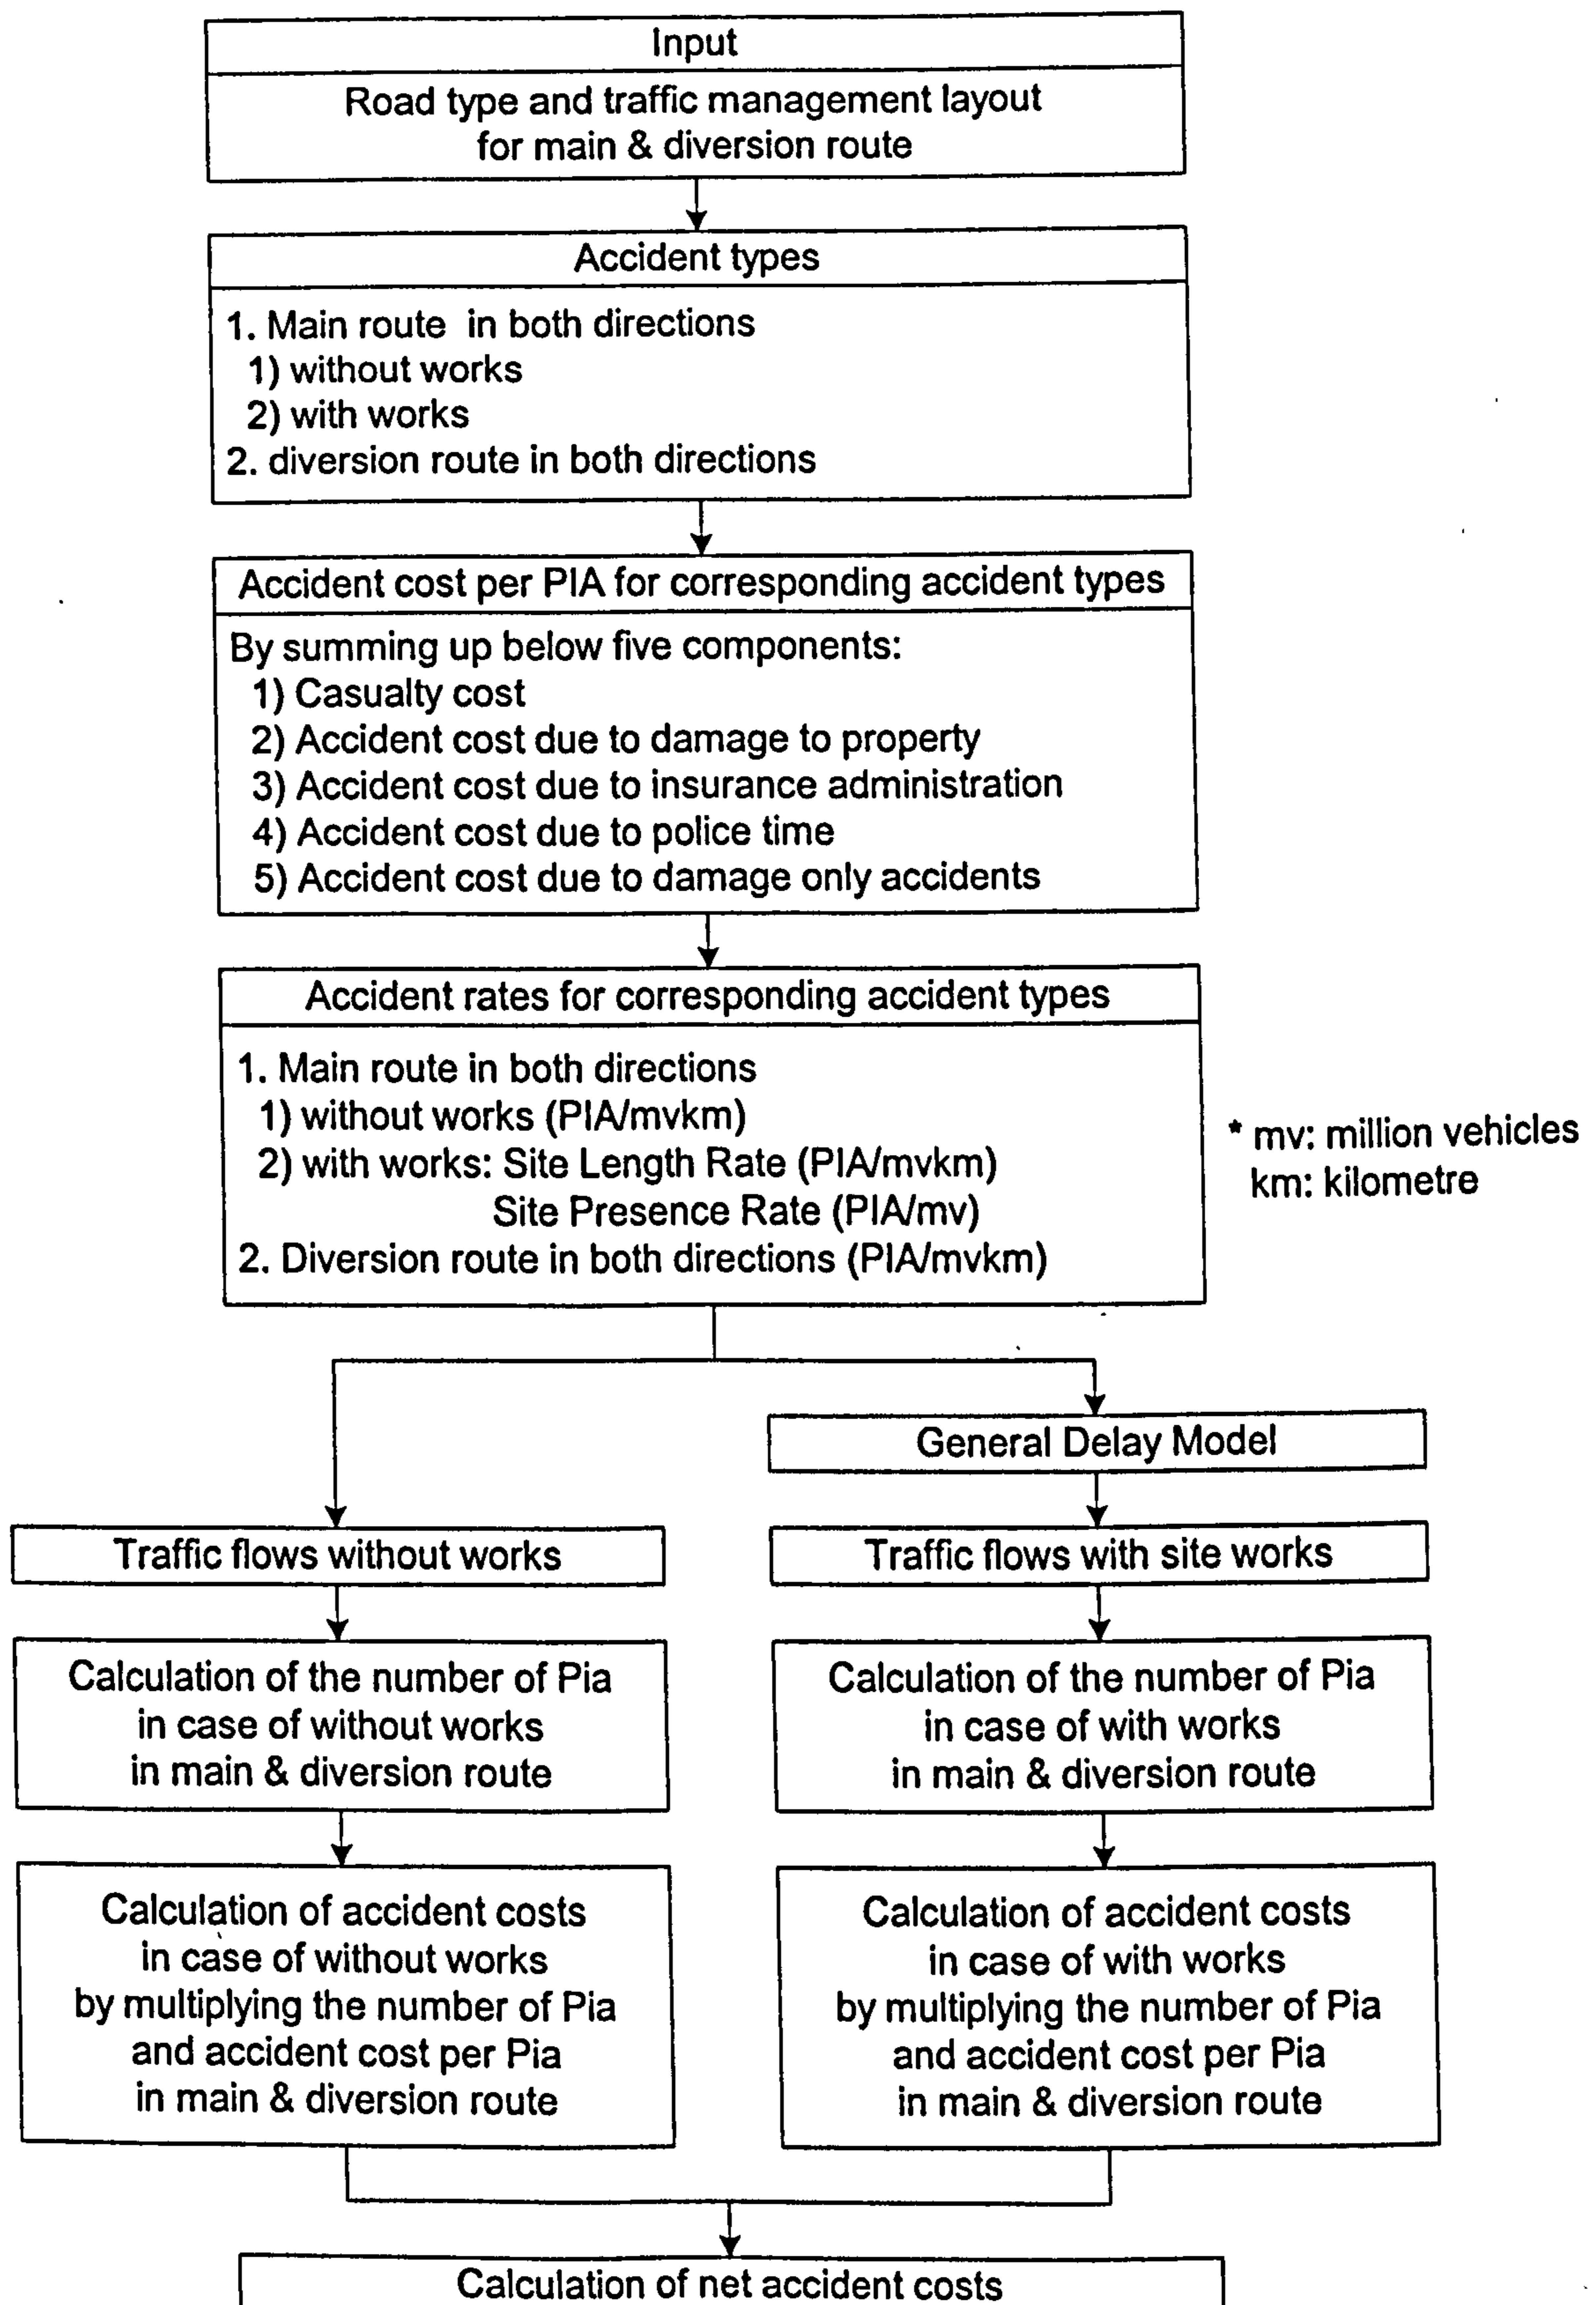 Input
Road type and traffic management layout
for main & diversion route
Accident types
1. Main route in both directions
1) without works
2) with works
2. diversion route in both directions
Accident cost per PIA for corresponding accident types
By summing up below five components:
1) Casualty cost
2) Accident cost due to damage to property
3) Accident cost due to insurance administration
4) Accident cost due to police time
5) Accident cost due to damage only accidents
Accident rates for corresponding accident types
1. Main route in both directions
1) without works (PIA/mvkm)
2) with works: Site Length Rate (PIA/mvkm)
Site Presence Rate (PIA/mv)
2. Diversion route in both directions (PIA/mvkm)
* mv: million vehicles
km: kilometre
General Delay Model
Traffic flows without works
Traffic flows with site works
Calculation of the number of Pia
in case of without works
in main & diversion route
Calculation of the number of Pia
in case of with works
in main & diversion route
Calculation of accident costs
in case of without works
by multiplying the number of Pia
and accident cost per Pia
in main & diversion route
Calculation of accident costs
in case of with works
by multiplying the number of Pia
and accident cost per Pia
in main & diversion route
Calculation of net accident costs